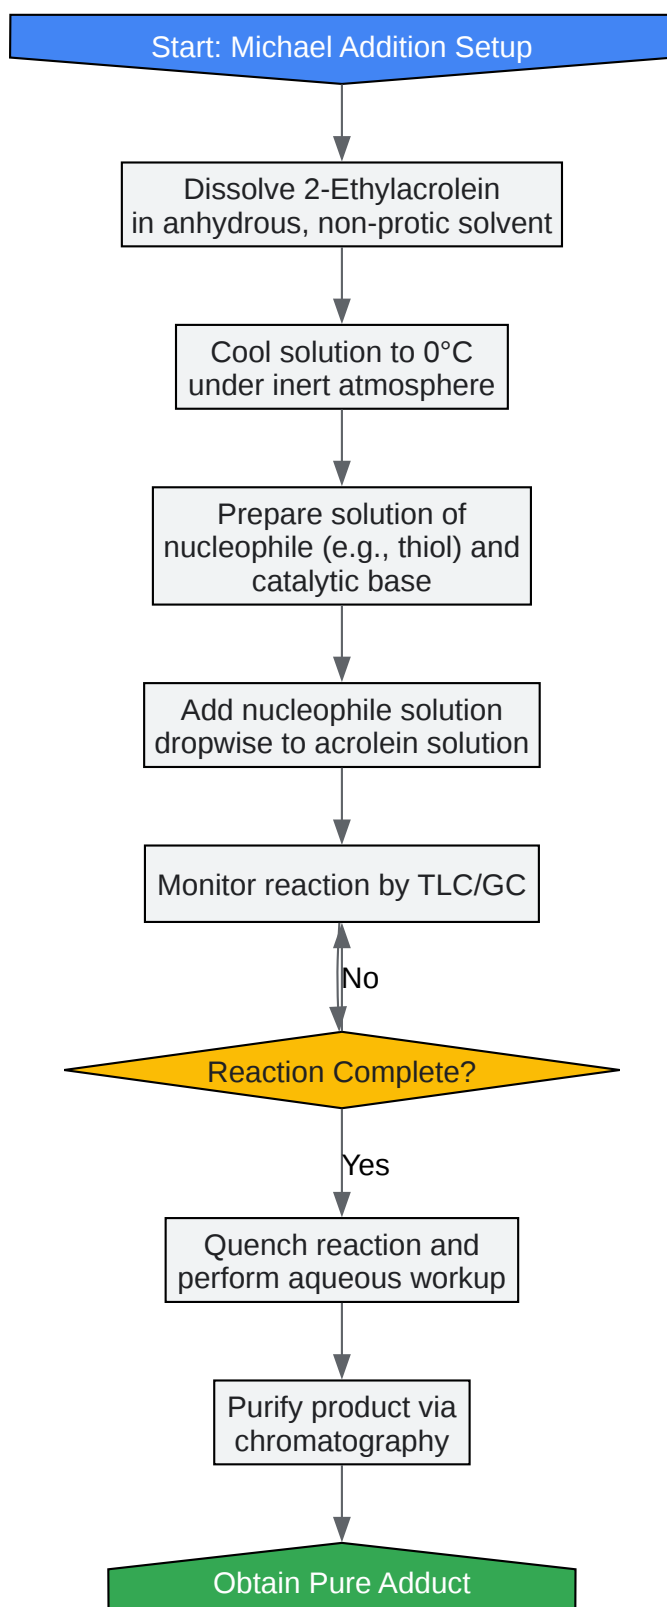 Start: Michael Addition Setup
Dissolve 2-Ethylacrolein
in anhydrous, non-protic solvent
Cool solution to 0°C
under inert atmosphere
Prepare solution of
nucleophile (e.g., thiol) and
catalytic base
Add nucleophile solution
dropwise to acrolein solution
Monitor reaction by TLC/GC
No
Reaction Complete?
Yes
Quench reaction and
perform aqueous workup
Purify product via
chromatography
Obtain Pure Adduct